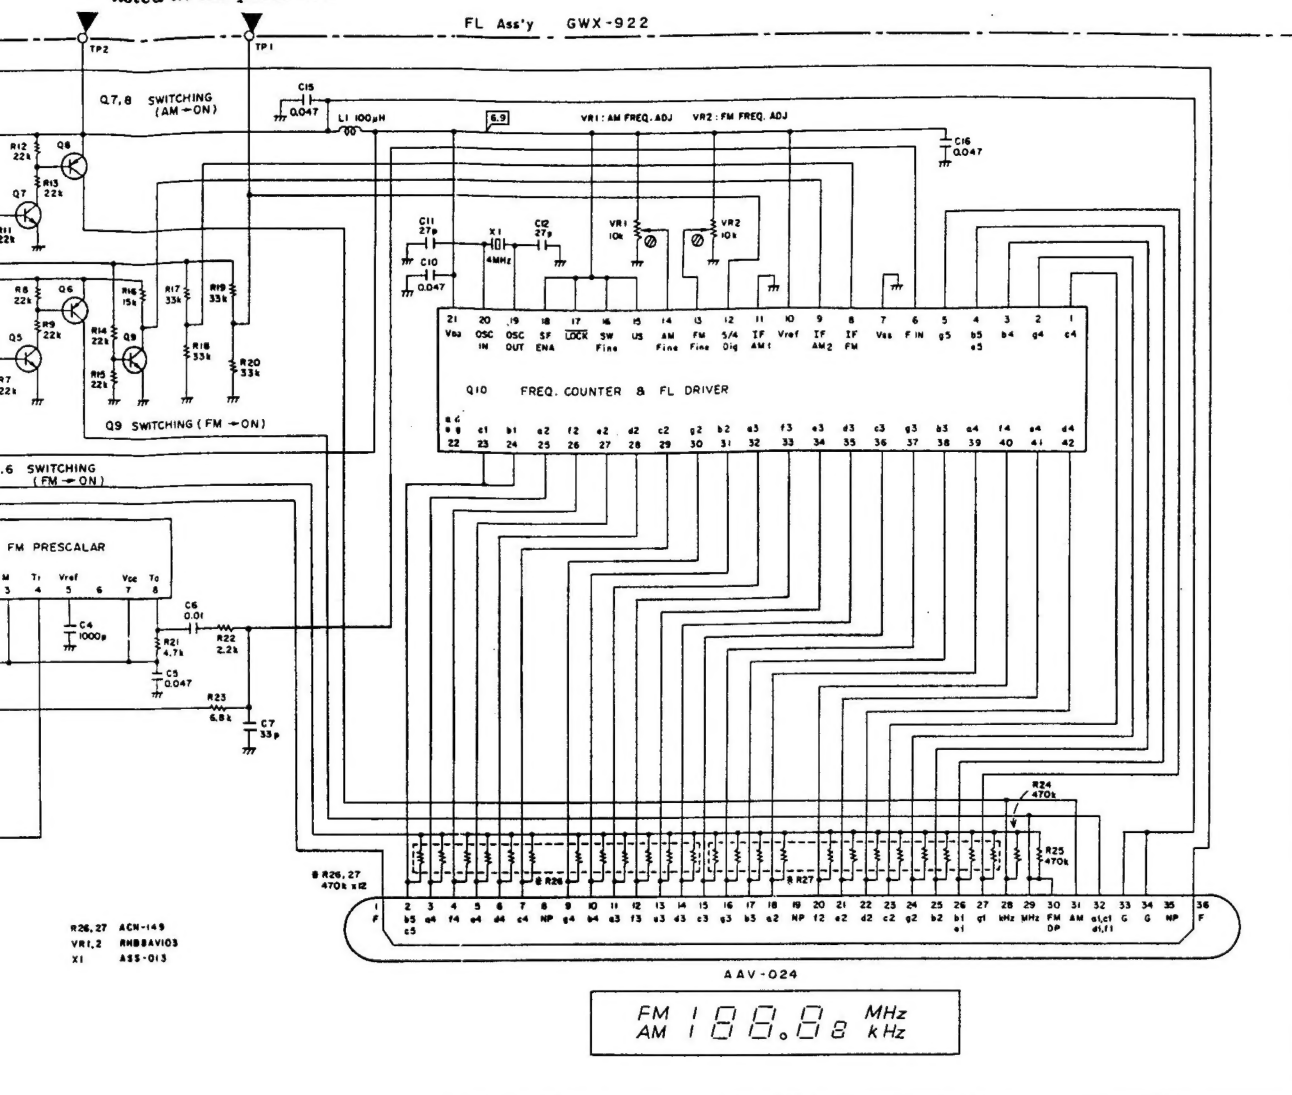 FL Ass'y GWX-922
TP2
TP1
Q7,8 SWITCHING
(AM→ON)
C15
0.047
L1 100μH
6.9
VR1 : AM FREQ. ADJ VR2 : FM FREQ. ADJ
C16
0.047
R12
22k
Q8
R13
22k
Q7
R11
22k
C11
27p
X1
4MHz
C12
27p
VR1
10k
VR2
10k
C10
0.047
R8
22k
Q6
R16
15k
R17
33k
R19
33k
R9
22k
Q5
R14
22k
Q9
R18
33k
R20
33k
R7
22k
R15
22k
21 20 19 18 17 16 15 14 13 12 11 10 9 8 7 6 5 4 3 2 1
VDD OSC OSC SF LOCK SW US AM FM 5/4 IF Vref IF IF Vss F IN g5 b5 b4 g4 c4
IN OUT ENA Fine Fine Fine Dig AM1 AM2 FM e5
Q10 FREQ. COUNTER & FL DRIVER
c1 b1 a2 f2 e2 d2 c2 g2 b2 a3 f3 e3 d3 c3 g3 b3 a4 f4 e4 d4
22 23 24 25 26 27 28 29 30 31 32 33 34 35 36 37 38 39 40 41 42
Q9 SWITCHING (FM→ON)
.6 SWITCHING
(FM→ON)
FM PRESCALAR
M T1 Vref Vcc To
3 4 5 6 7 8
C4
1000p
C6
0.01
R21
4.7k
R22
2.2k
C5
0.047
R23
6.8k
C7
33p
R24
470k
R25
470k
R26,27
470k x12
R26
R27
1 2 3 4 5 6 7 8 9 10 11 12 13 14 15 16 17 18 19 20 21 22 23 24 25 26 27 28 29 30 31 32 33 34 35 36
F b5 a4 f4 e4 d4 c4 NP g4 b4 a3 f3 e3 d3 c3 g3 b3 a2 NP f2 e2 d2 c2 g2 b2 b1 g1 kHz MHz FM AM a1,c1 G G NP F
c5 e1 DP d1,f1
R26,27 ACN-149
VR1,2
X1 ASS-013
AAV-024
FM 188.88 MHz
AM kHz